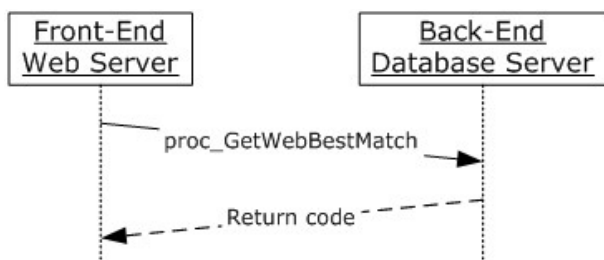 Front-End
Web Server
Back-End
Database Server
proc_GetWebBestMatch
Return code